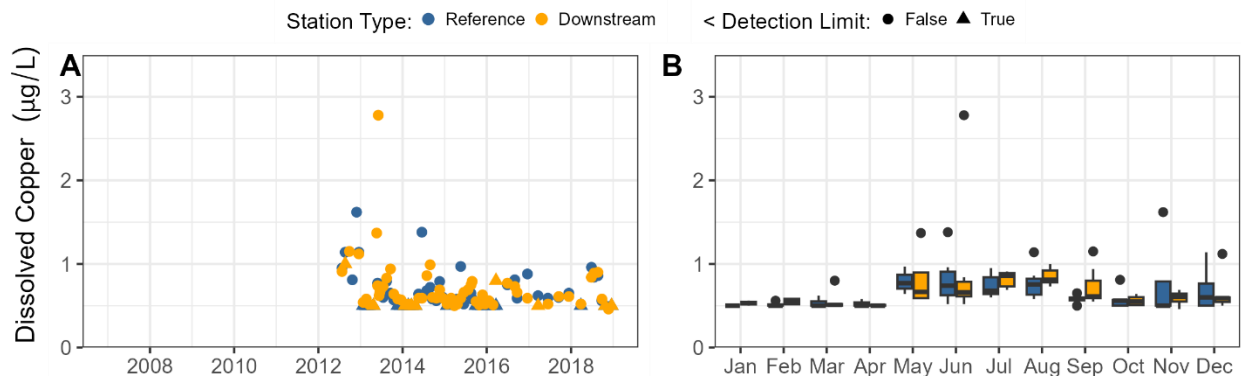 Station Type: Reference Downstream < Detection Limit: False True
Dissolved Copper (µg/L)
A
3
2
1
0
2008 2010 2012 2014 2016 2018
B
3
2
1
0
Jan Feb Mar Apr May Jun Jul Aug Sep Oct Nov Dec